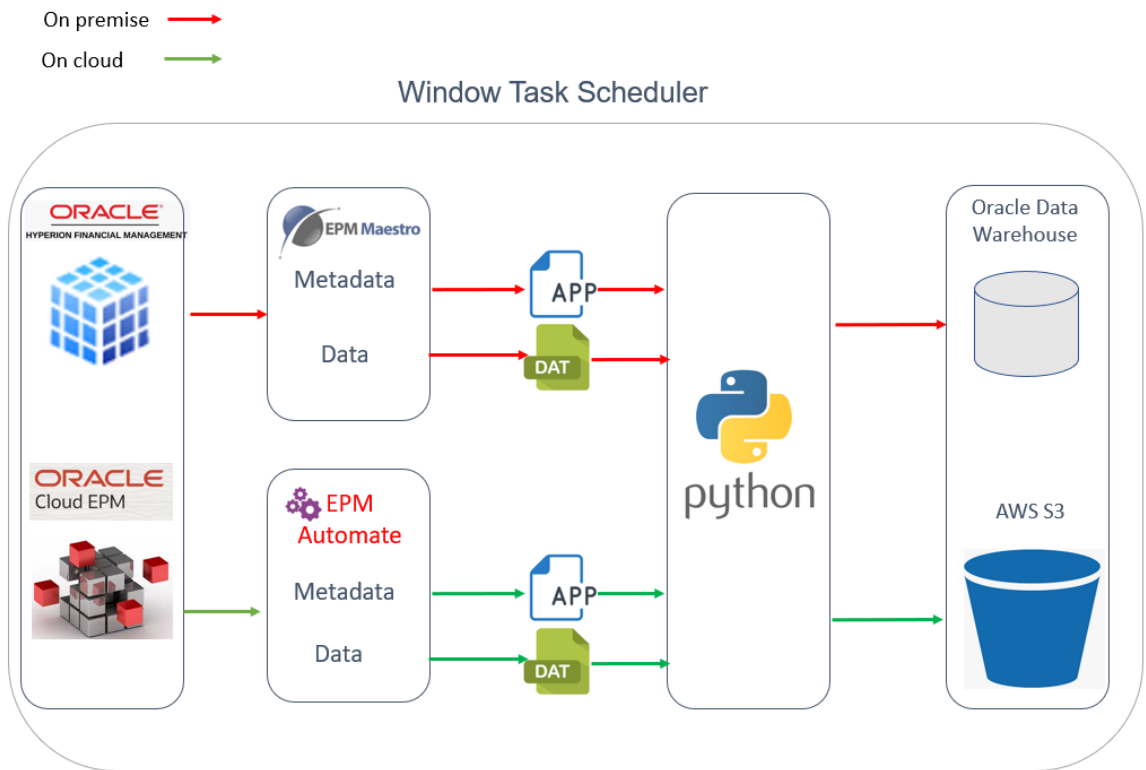 On premise
On cloud
Window Task Scheduler
ORACLE®
HYPERION FINANCIAL MANAGEMENT
EPM Maestro
Metadata
Data
APP
DAT
ORACLE
Cloud EPM
EPM
Automate
Metadata
Data
APP
DAT
python
Oracle Data
Warehouse
AWS S3